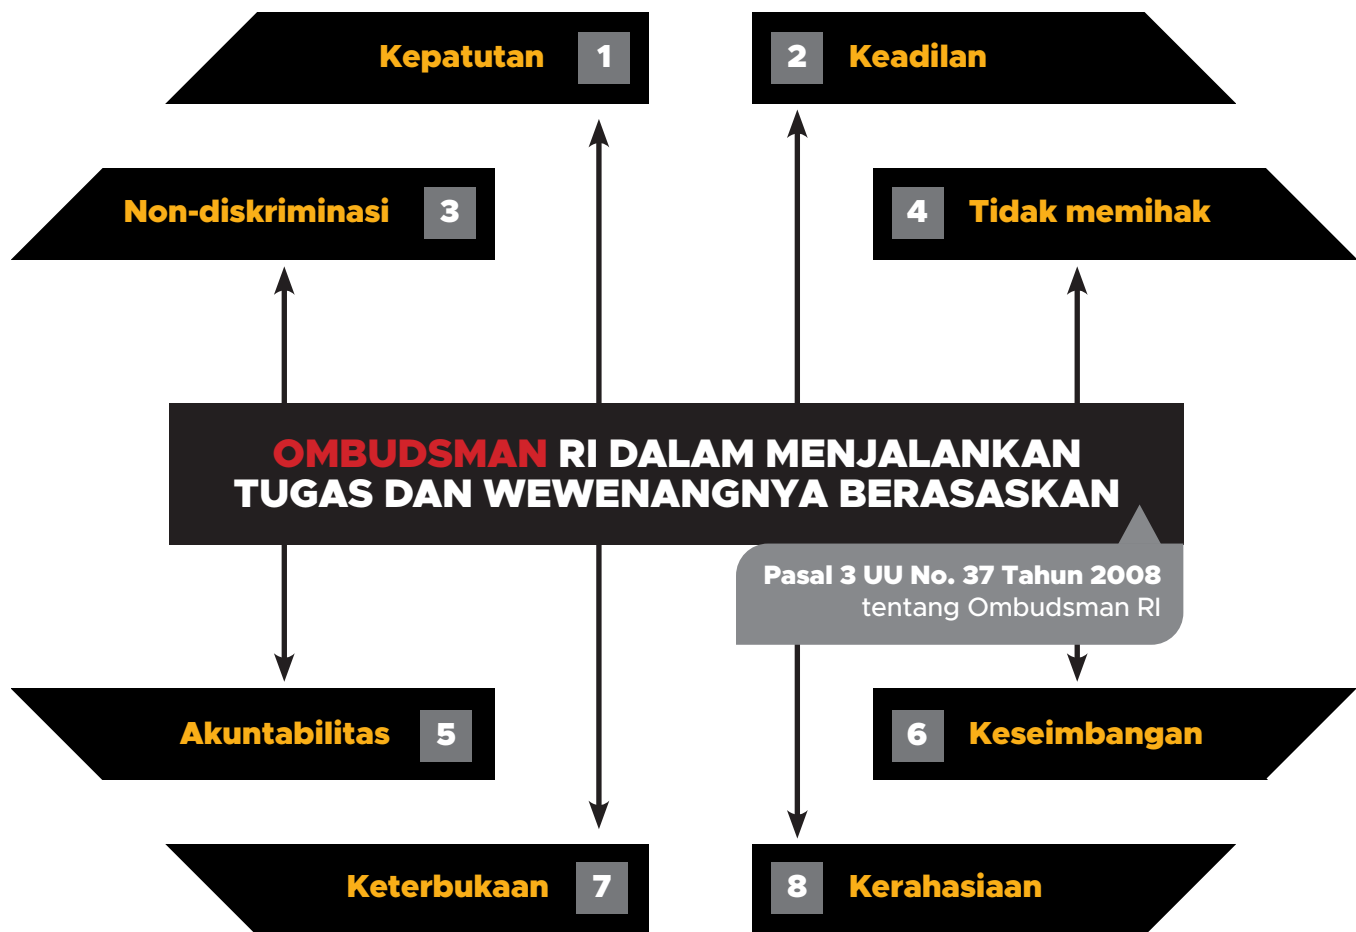 Kepatutan 1
2 Keadilan
Non-diskriminasi 3
4 Tidak memihak
OMBUDSMAN RI DALAM MENJALANKAN
TUGAS DAN WEWENANGNYA BERASASKAN
Pasal 3 UU No. 37 Tahun 2008
tentang Ombudsman RI
Akuntabilitas 5
6 Keseimbangan
Keterbukaan 7
8 Kerahasiaan